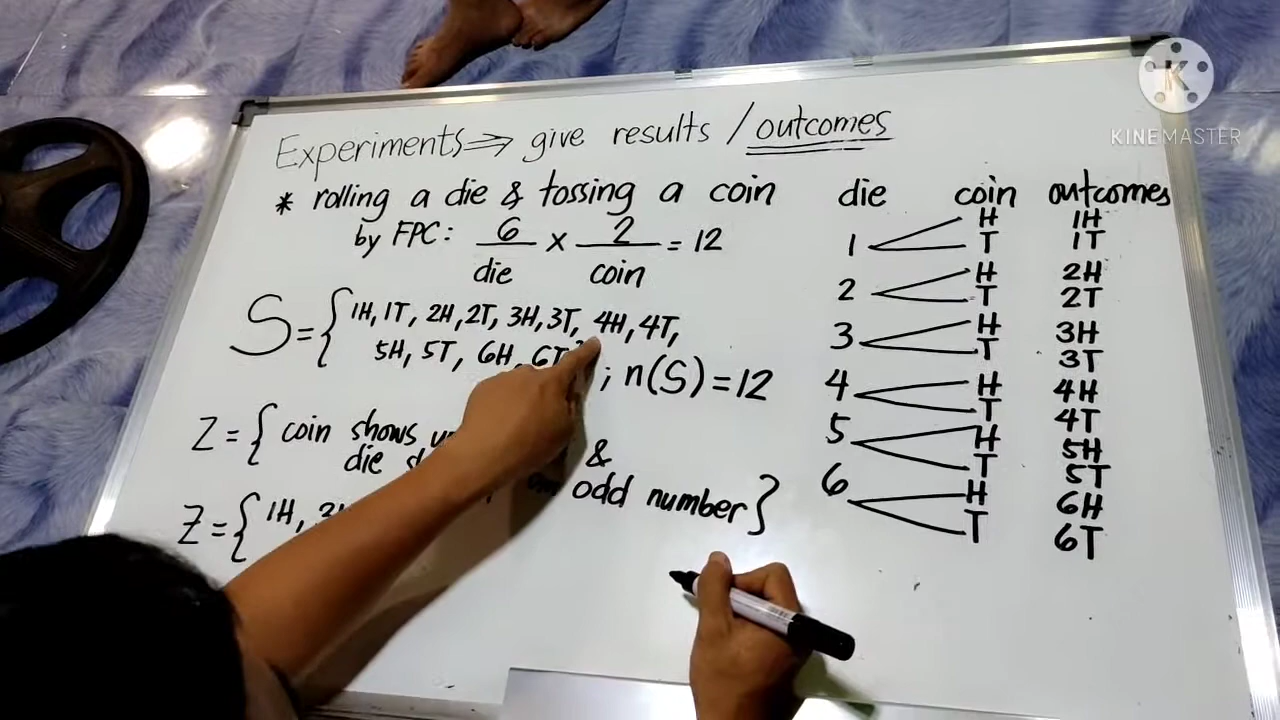 KINEMASTER
Experiments ⇒ give results / outcomes
* rolling a die & tossing a coin
by FPC: 6 x 2 = 12
die coin
S = { 1H, 1T, 2H, 2T, 3H, 3T, 4H, 4T,
5H, 5T, 6H, 6T ; n(S) = 12
Z = { coin shows &
die odd number }
Z = { 1H,
die coin outcomes
1 H 1H
T 1T
2 H 2H
T 2T
3 H 3H
T 3T
4 H 4H
T 4T
5 H 5H
T 5T
6 H 6H
T 6T